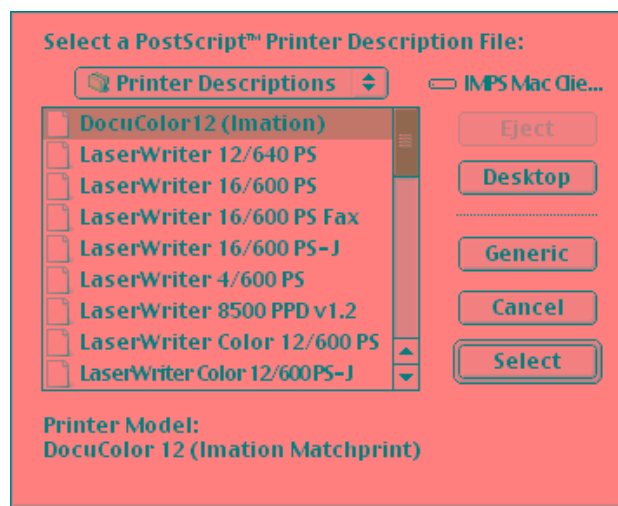 Select a PostScript™ Printer Description File:
Printer Descriptions
IMPS Mac Clie...
DocuColor12 (Imation)
LaserWriter 12/640 PS
LaserWriter 16/600 PS
LaserWriter 16/600 PS Fax
LaserWriter 16/600 PS-J
LaserWriter 4/600 PS
LaserWriter 8500 PPD v1.2
LaserWriter Color 12/600 PS
LaserWriter Color 12/600 PS-J
Eject
Desktop
Generic
Cancel
Select
Printer Model:
DocuColor 12 (Imation Matchprint)